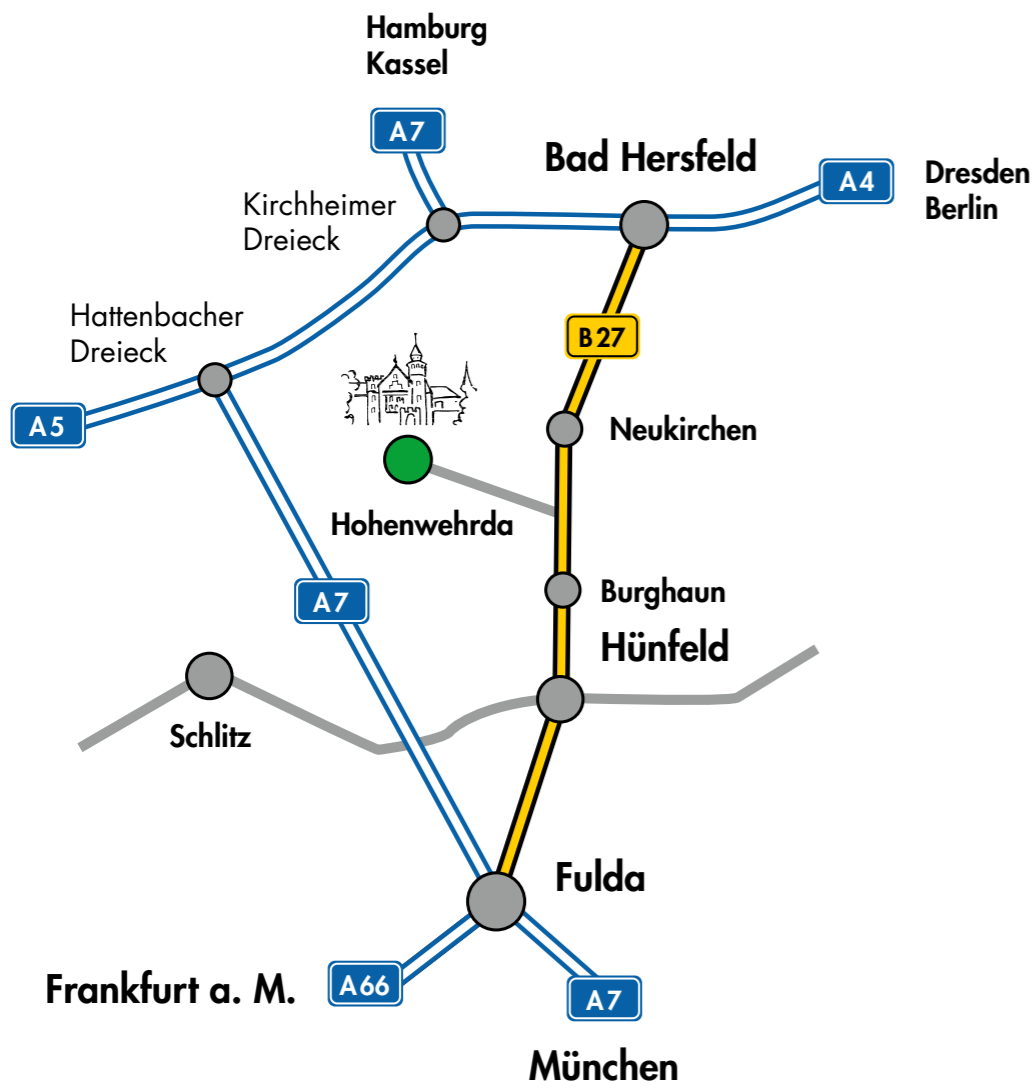 Hamburg
Kassel
A7
Bad Hersfeld
A4
Dresden
Berlin
Kirchheimer
Dreieck
Hattenbacher
Dreieck
B27
A5
Neukirchen
Hohenwehrda
A7
Burghaun
Hünfeld
Schlitz
Fulda
Frankfurt a. M.
A66
A7
München